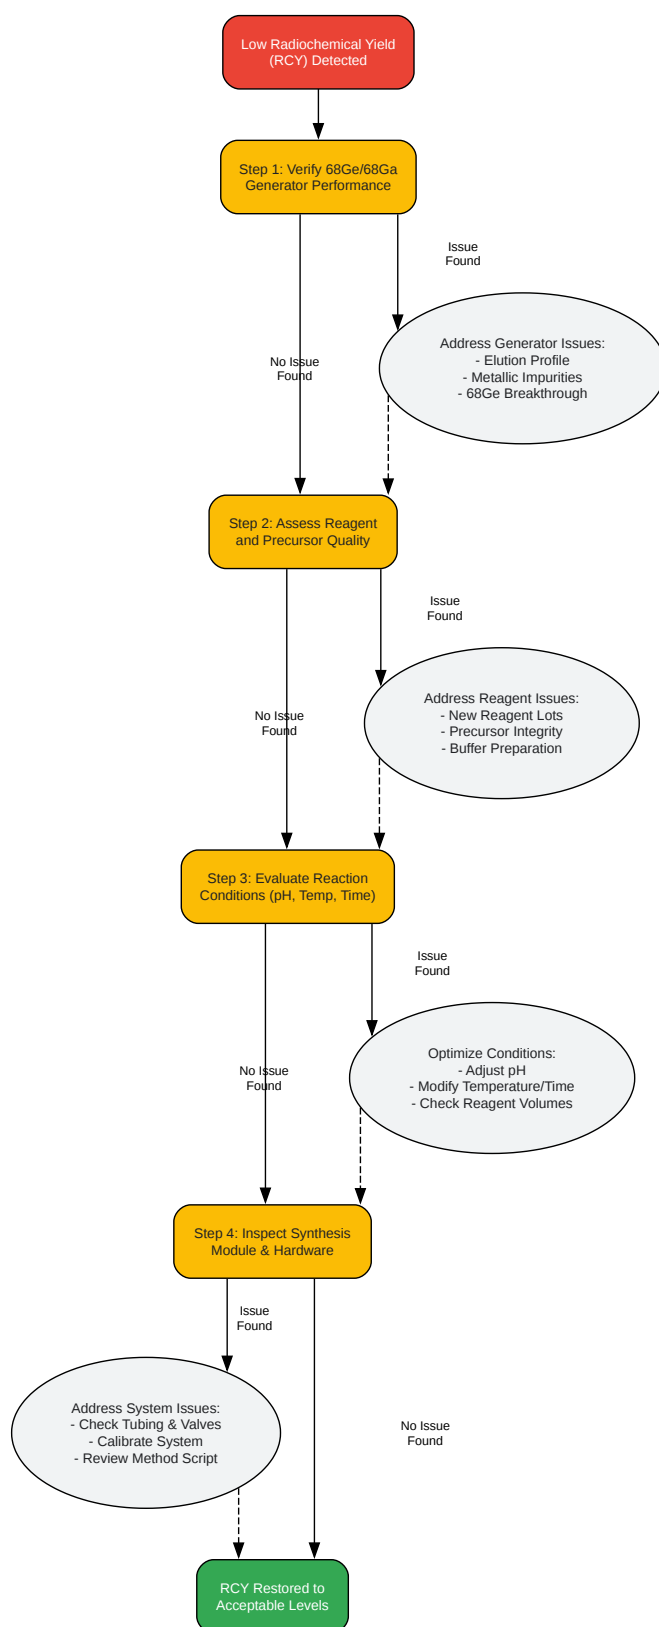 Low Radiochemical Yield
(RCY) Detected
Step 1: Verify 68Ge/68Ga
Generator Performance
Issue
Found
No Issue
Found
Address Generator Issues:
- Elution Profile
- Metallic Impurities
- 68Ge Breakthrough
Step 2: Assess Reagent
and Precursor Quality
Issue
Found
No Issue
Found
Address Reagent Issues:
- New Reagent Lots
- Precursor Integrity
- Buffer Preparation
Step 3: Evaluate Reaction
Conditions (pH, Temp, Time)
Issue
Found
No Issue
Found
Optimize Conditions:
- Adjust pH
- Modify Temperature/Time
- Check Reagent Volumes
Step 4: Inspect Synthesis
Module & Hardware
Issue
Found
Address System Issues:
- Check Tubing & Valves
- Calibrate System
- Review Method Script
No Issue
Found
RCY Restored to
Acceptable Levels